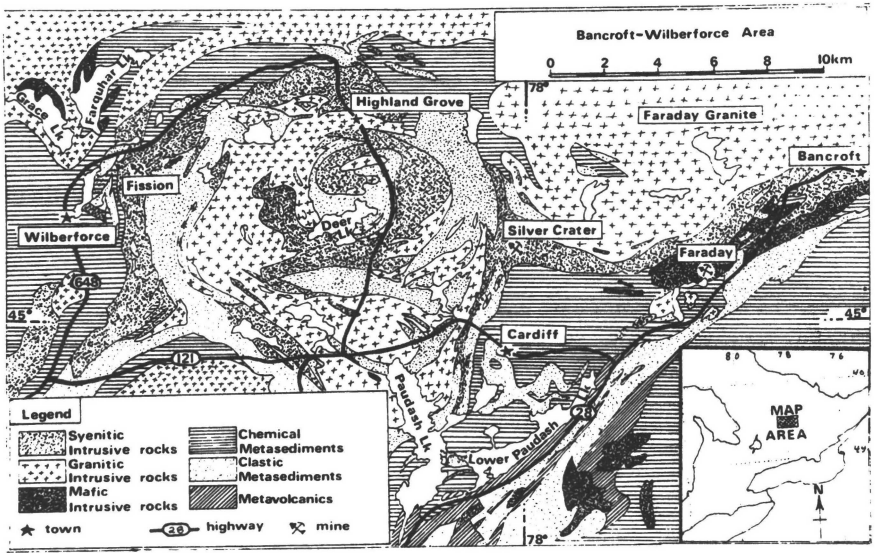 Bancroft-Wilberforce Area
0 2 4 6 8 10km
78°
Grace Lk
Farquhar Lk
Highland Grove
Faraday Granite
Bancroft
Fission
Wilberforce
Deer Lk
Silver Crater
Faraday
648
45°
45°
Cardiff
121
Paudash Lk
28
Lower Paudash Lk
80 78 76
MAP
AREA
N
78°
Legend
Syenitic
Intrusive rocks
Granitic
Intrusive rocks
Mafic
Intrusive rocks
Chemical
Metasediments
Clastic
Metasediments
Metavolcanics
town
28 highway
mine